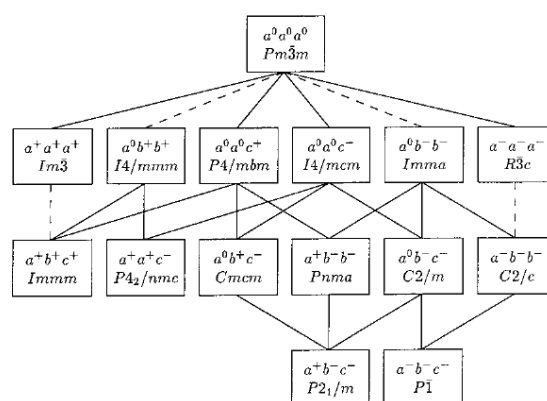 a⁰a⁰a⁰
Pm3̄m
a⁺a⁺a⁺
Im3̄
a⁰b⁺b⁺
I4/mmm
a⁰a⁰c⁺
P4/mbm
a⁰a⁰c⁻
I4/mcm
a⁰b⁻b⁻
Imma
a⁻a⁻a⁻
R3̄c
a⁺b⁺c⁺
Immm
a⁺a⁺c⁻
P4₂/nmc
a⁰b⁺c⁻
Cmcm
a⁺b⁻b⁻
Pnma
a⁰b⁻c⁻
C2/m
a⁻b⁻b⁻
C2/c
a⁺b⁻c⁻
P2₁/m
a⁻b⁻c⁻
P1̄